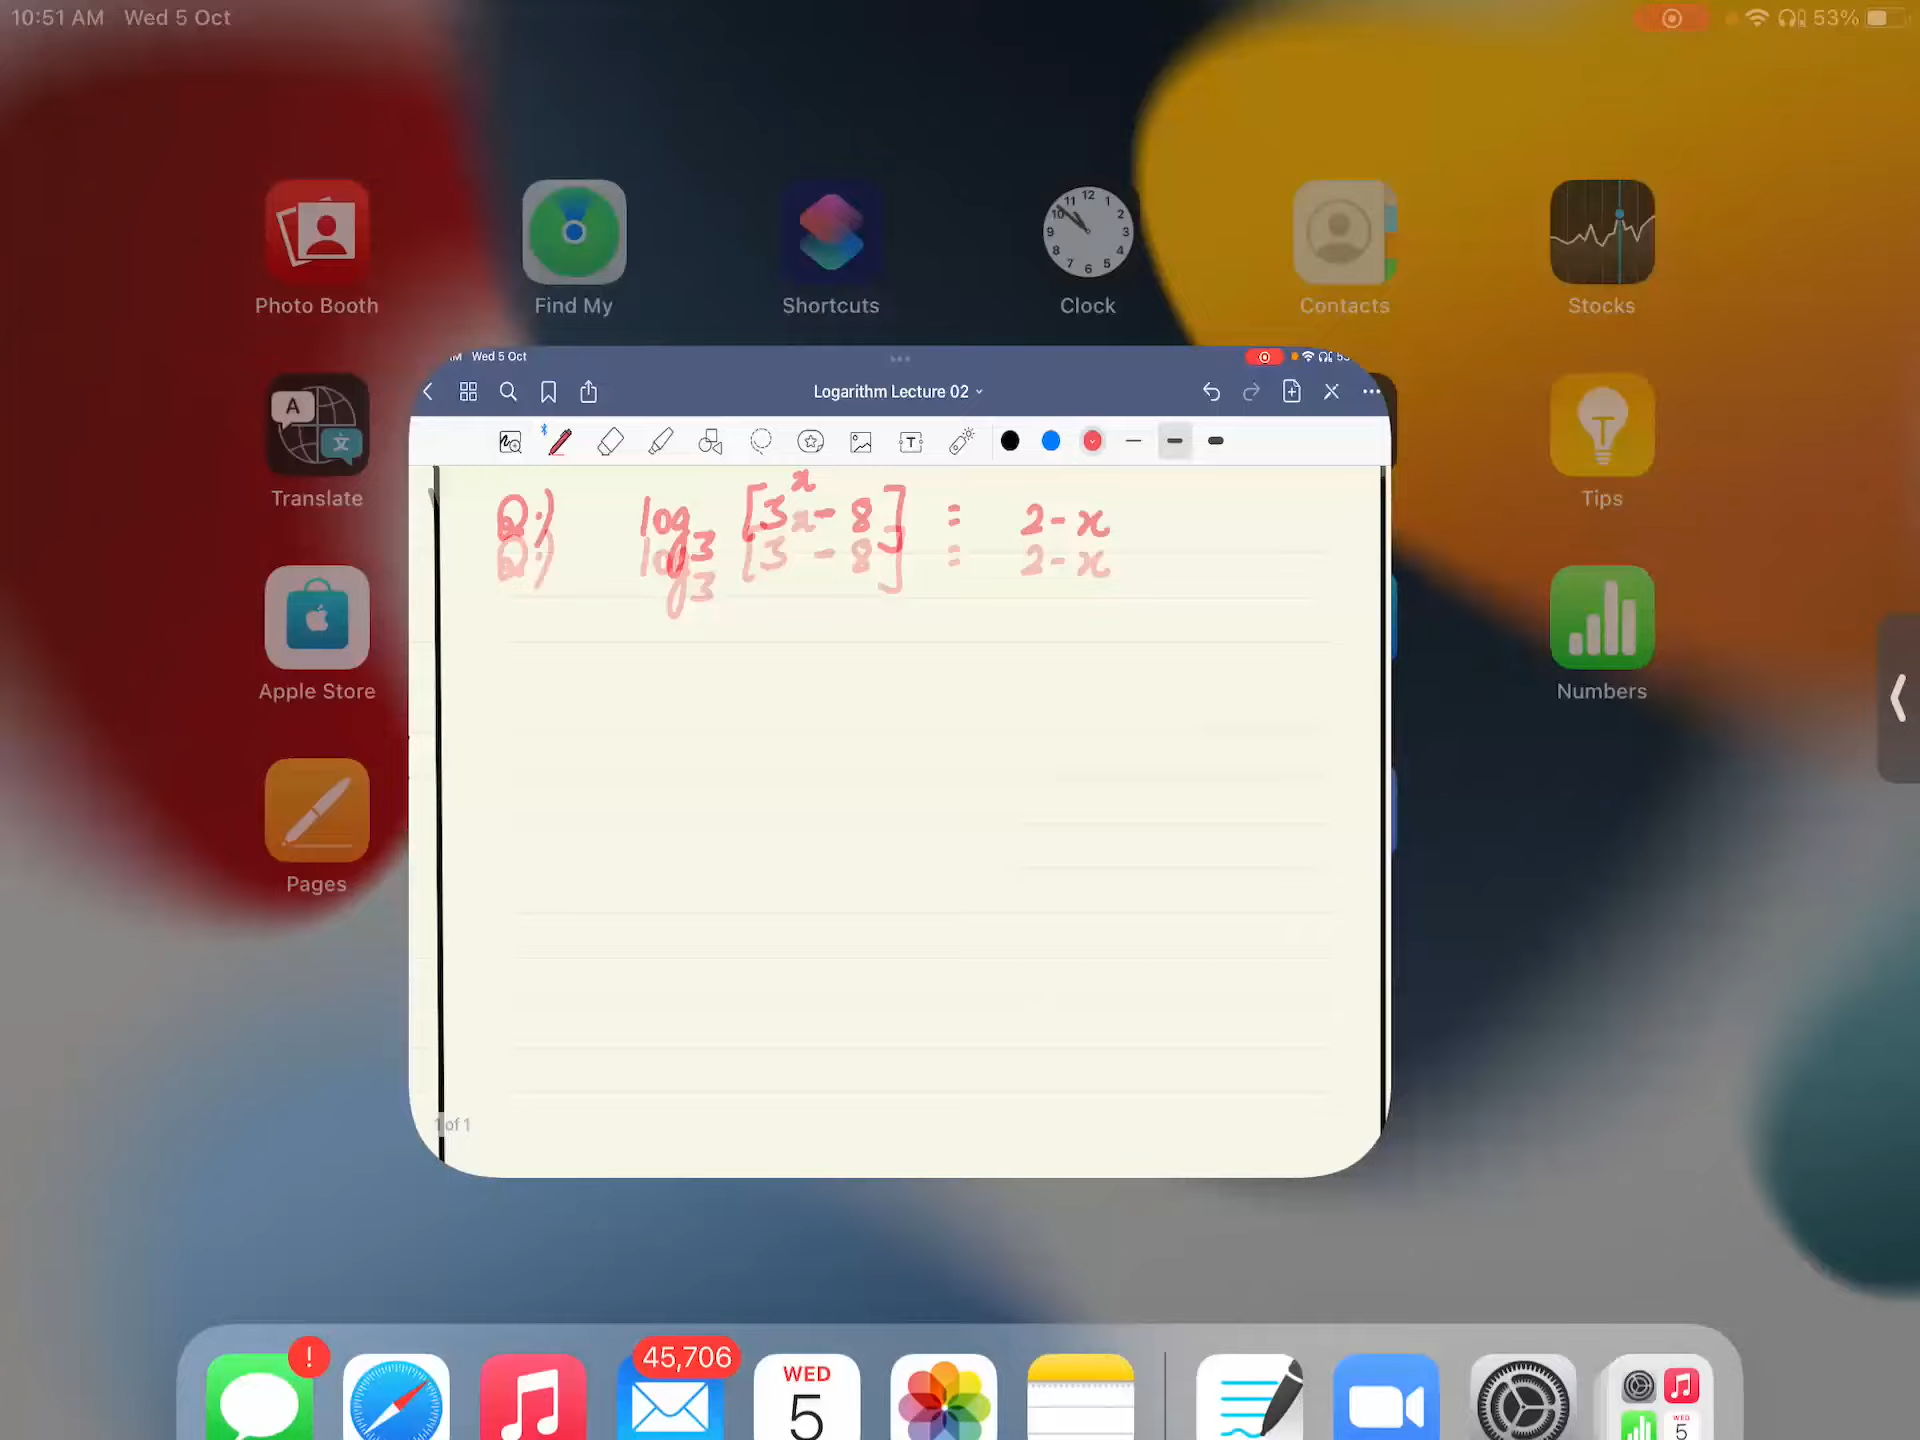 10:51 AM Wed 5 Oct
53%
Photo Booth
Find My
Shortcuts
Clock
Contacts
Stocks
Wed 5 Oct
Logarithm Lecture 02
Q:) log₃ [3ˣ - 8] = 2 - x
Translate
Tips
Apple Store
Numbers
Pages
1 of 1
45,706
WED
5